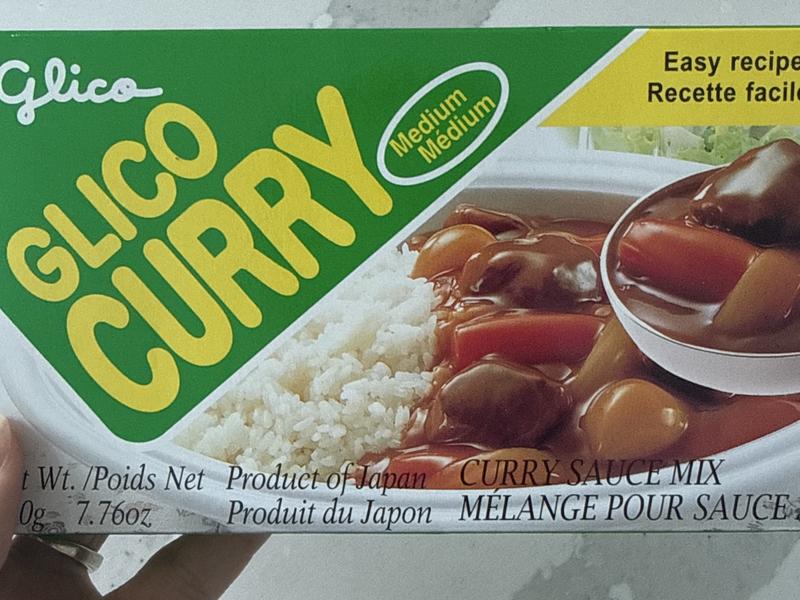 Glico
GLICO
CURRY
Medium
Médium
Easy recipe
Recette facile
t Wt. /Poids Net
0g 7.76oz
Product of Japan
Produit du Japon
CURRY SAUCE MIX
MÉLANGE POUR SAUCE